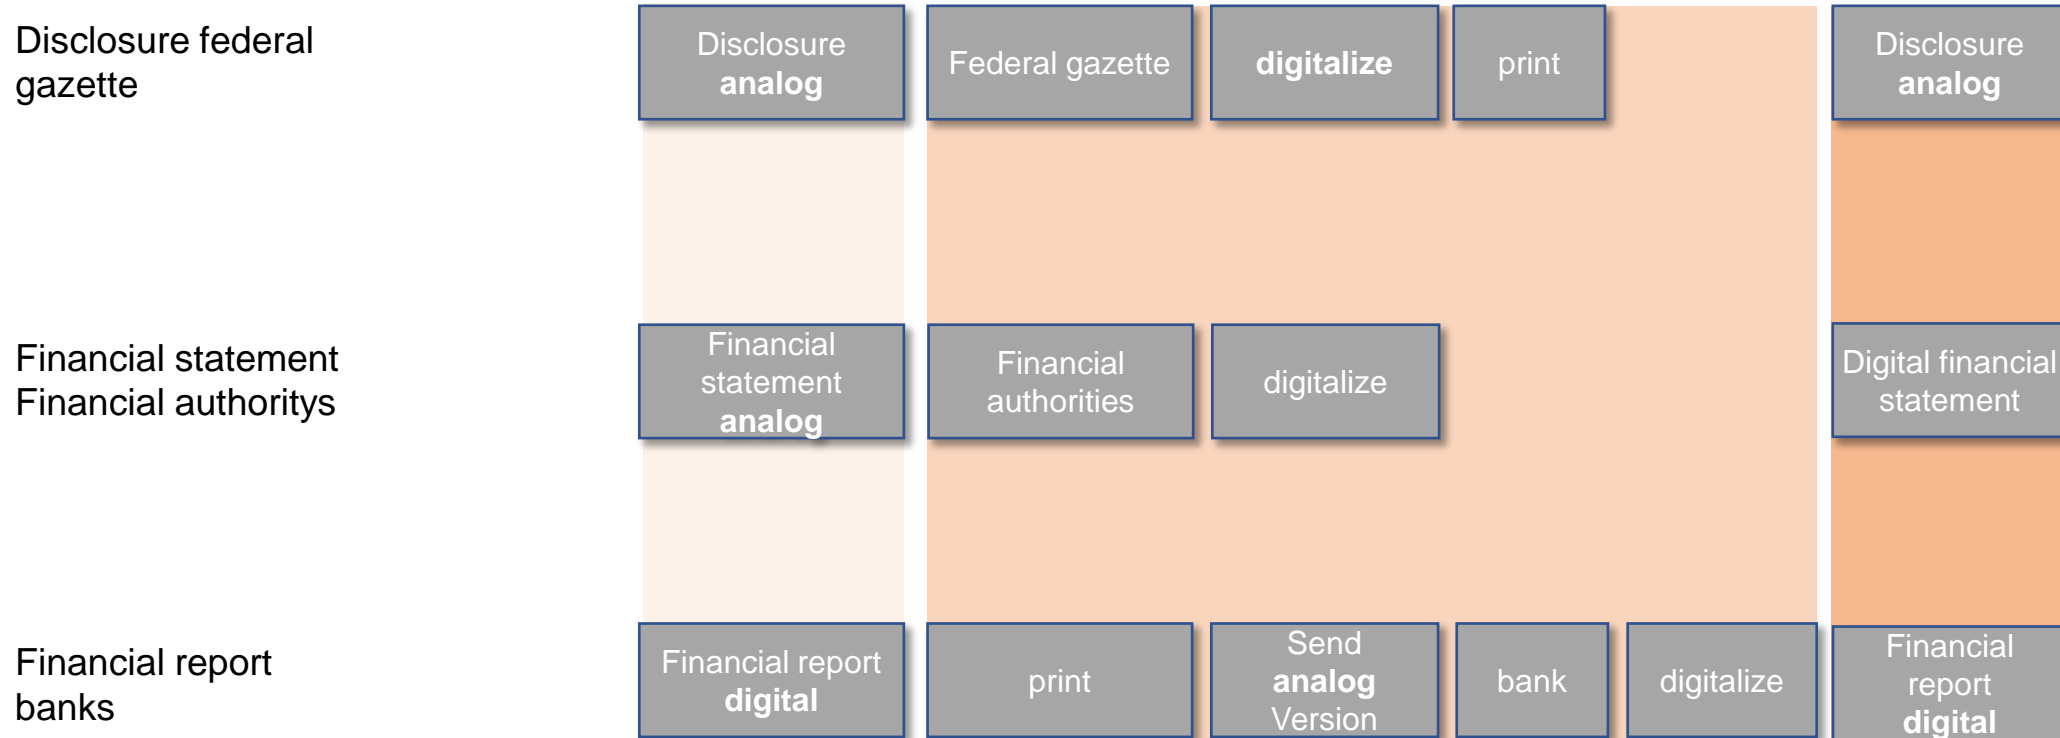 Disclosure federal
gazette
Disclosure
analog
Federal gazette
digitalize
print
Disclosure
analog
Financial statement
Financial authoritys
Financial
statement
analog
Financial
authorities
digitalize
Digital financial
statement
Financial report
banks
Financial report
digital
print
Send
analog
Version
bank
digitalize
Financial
report
digital